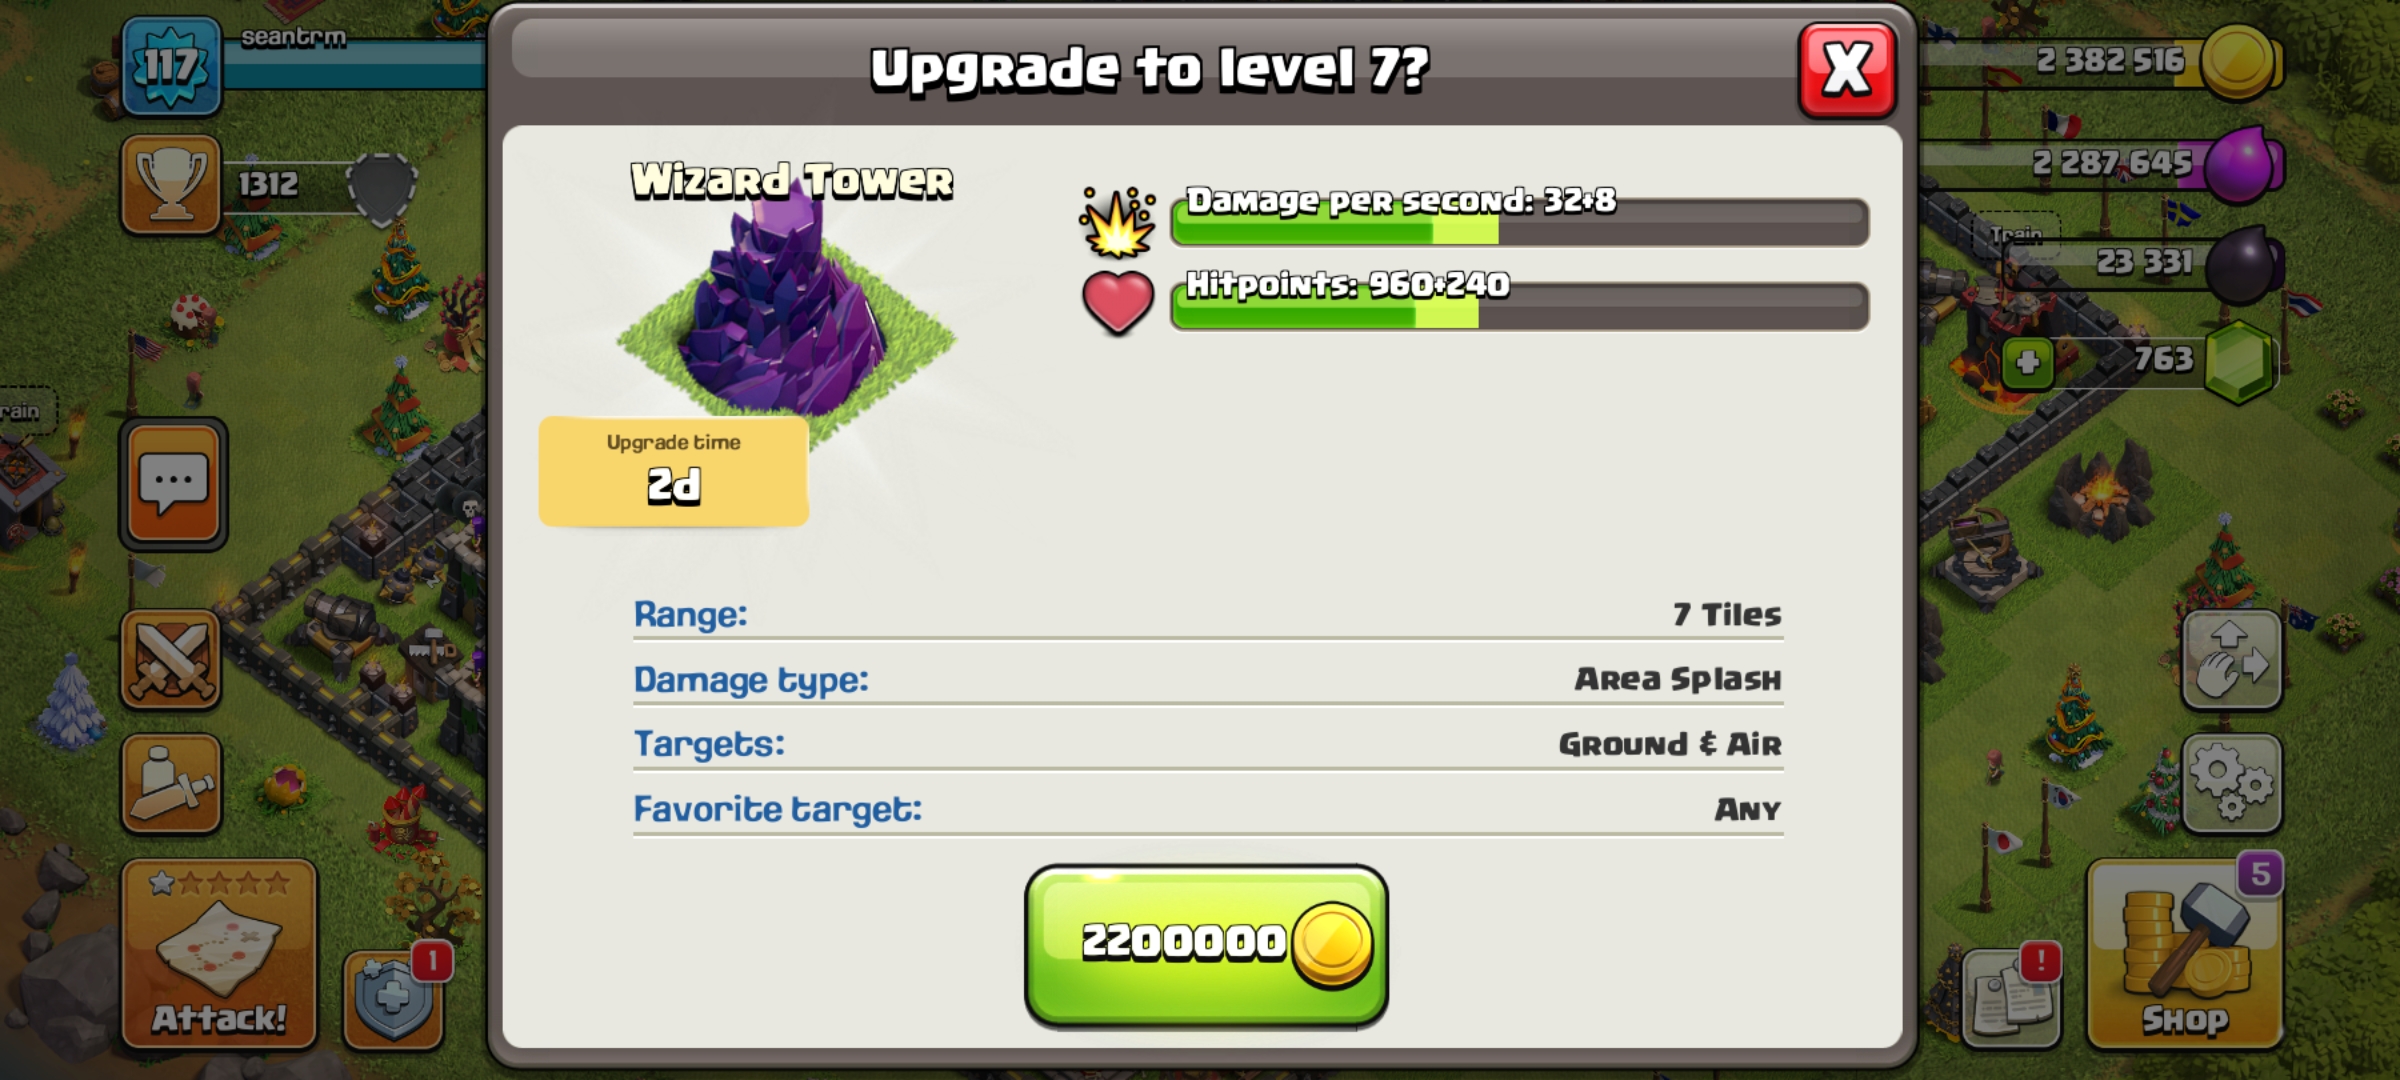 117
seantrm
1312
Upgrade to level 7?
X
2 382 516
2 287 645
23 331
763
Train
rain
Wizard Tower
Damage per second: 32+8
Hitpoints: 960+240
Upgrade time
2d
Range: 7 Tiles
Damage type: Area Splash
Targets: Ground & Air
Favorite target: Any
2200000
Attack!
1
!
5
Shop